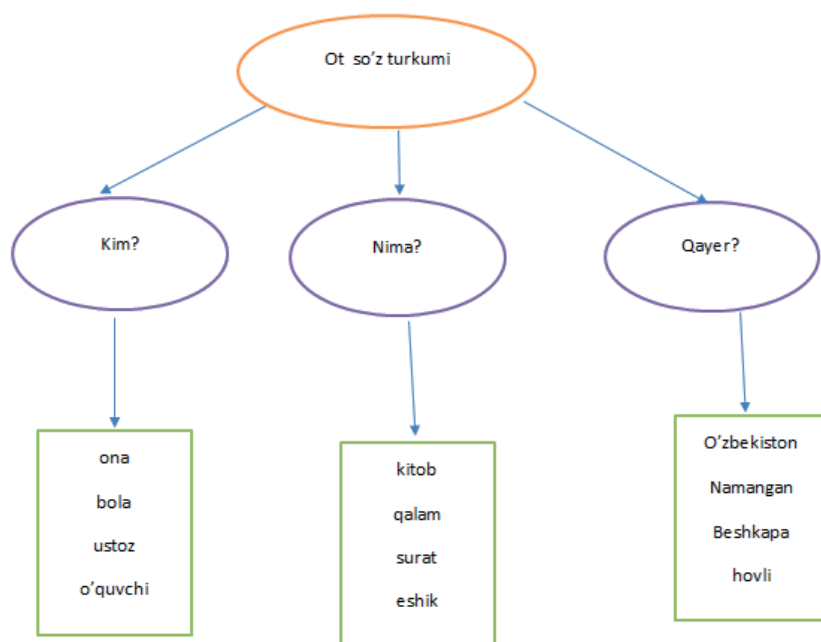 Ot so’z turkumi
Kim?
Nima?
Qayer?
ona
bola
ustoz
o’quvchi
kitob
qalam
surat
eshik
O’zbekiston
Namangan
Beshkapa
hovli